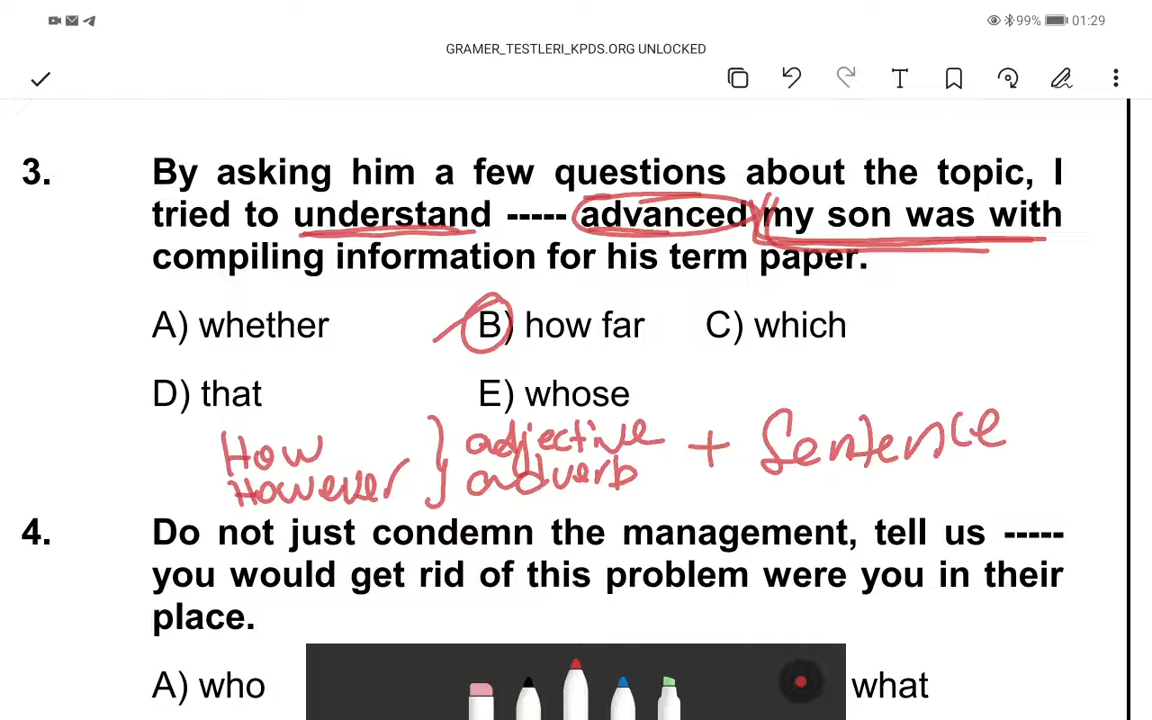 99% 01:29
GRAMER_TESTLERI_KPDS.ORG UNLOCKED
T
3. By asking him a few questions about the topic, I
tried to understand ----- advanced my son was with
compiling information for his term paper.
A) whether B) how far C) which
D) that E) whose
How } adjective + Sentence
However } adverb
4. Do not just condemn the management, tell us -----
you would get rid of this problem were you in their
place.
A) who what